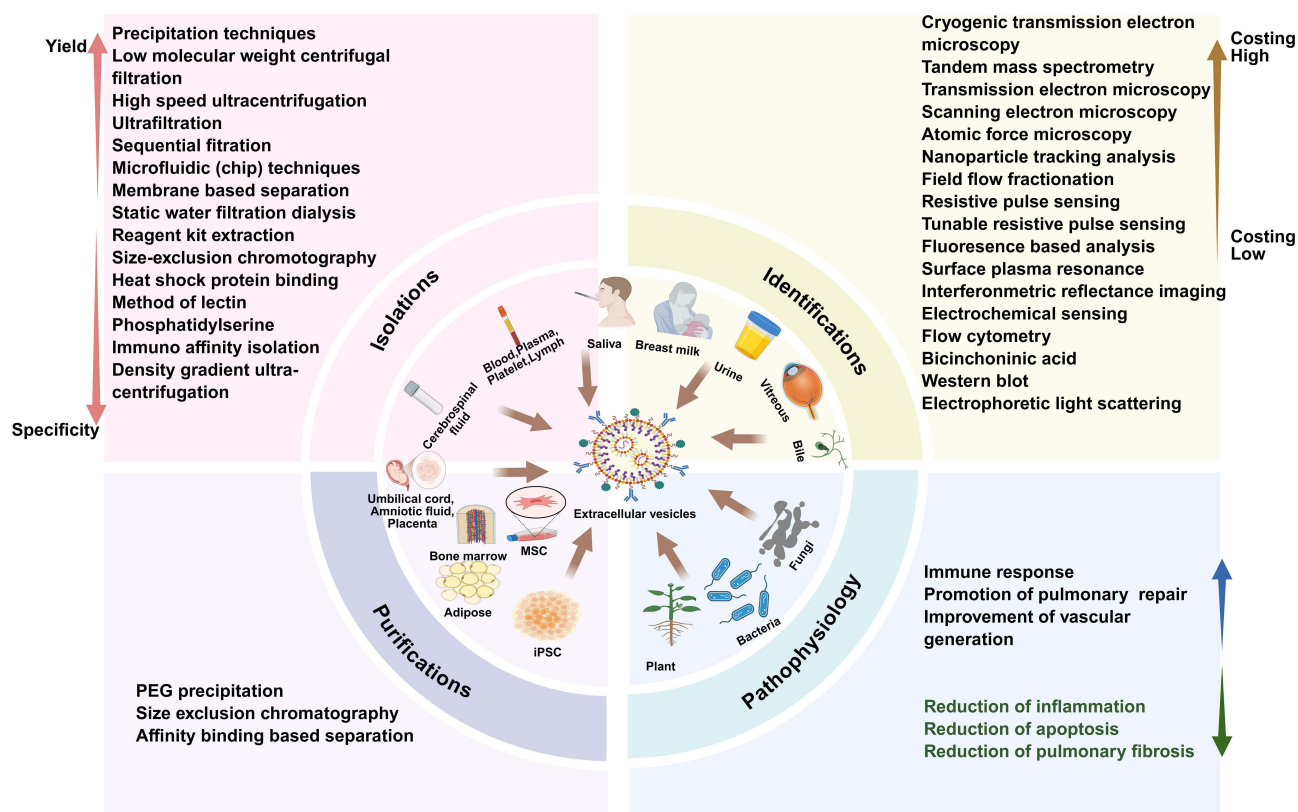 Yield
Precipitation techniques
Low molecular weight centrifugal
filtration
High speed ultracentrifugation
Ultrafiltration
Sequential fitration
Microfluidic (chip) techniques
Membrane based separation
Static water filtration dialysis
Reagent kit extraction
Size-exclusion chromotography
Heat shock protein binding
Method of lectin
Phosphatidylserine
Immuno affinity isolation
Density gradient ultra-
centrifugation
Specificity
Cryogenic transmission electron
microscopy
Tandem mass spectrometry
Transmission electron microscopy
Scanning electron microscopy
Atomic force microscopy
Nanoparticle tracking analysis
Field flow fractionation
Resistive pulse sensing
Tunable resistive pulse sensing
Fluoresence based analysis
Surface plasma resonance
Interferonmetric reflectance imaging
Electrochemical sensing
Flow cytometry
Bicinchoninic acid
Western blot
Electrophoretic light scattering
Costing
High
Costing
Low
Isolations
Identifications
Purifications
Pathophysiology
Blood,Plasma,
Platelet,Lymph
Saliva
Breast milk
Urine
Vitreous
Bile
Cerebrospinal
fluid
Umbilical cord,
Amniotic fluid,
Placenta
Extracellular vesicles
Bone marrow
MSC
Adipose
iPSC
Plant
Bacteria
Fungi
PEG precipitation
Size exclusion chromatography
Affinity binding based separation
Immune response
Promotion of pulmonary repair
Improvement of vascular
generation
Reduction of inflammation
Reduction of apoptosis
Reduction of pulmonary fibrosis